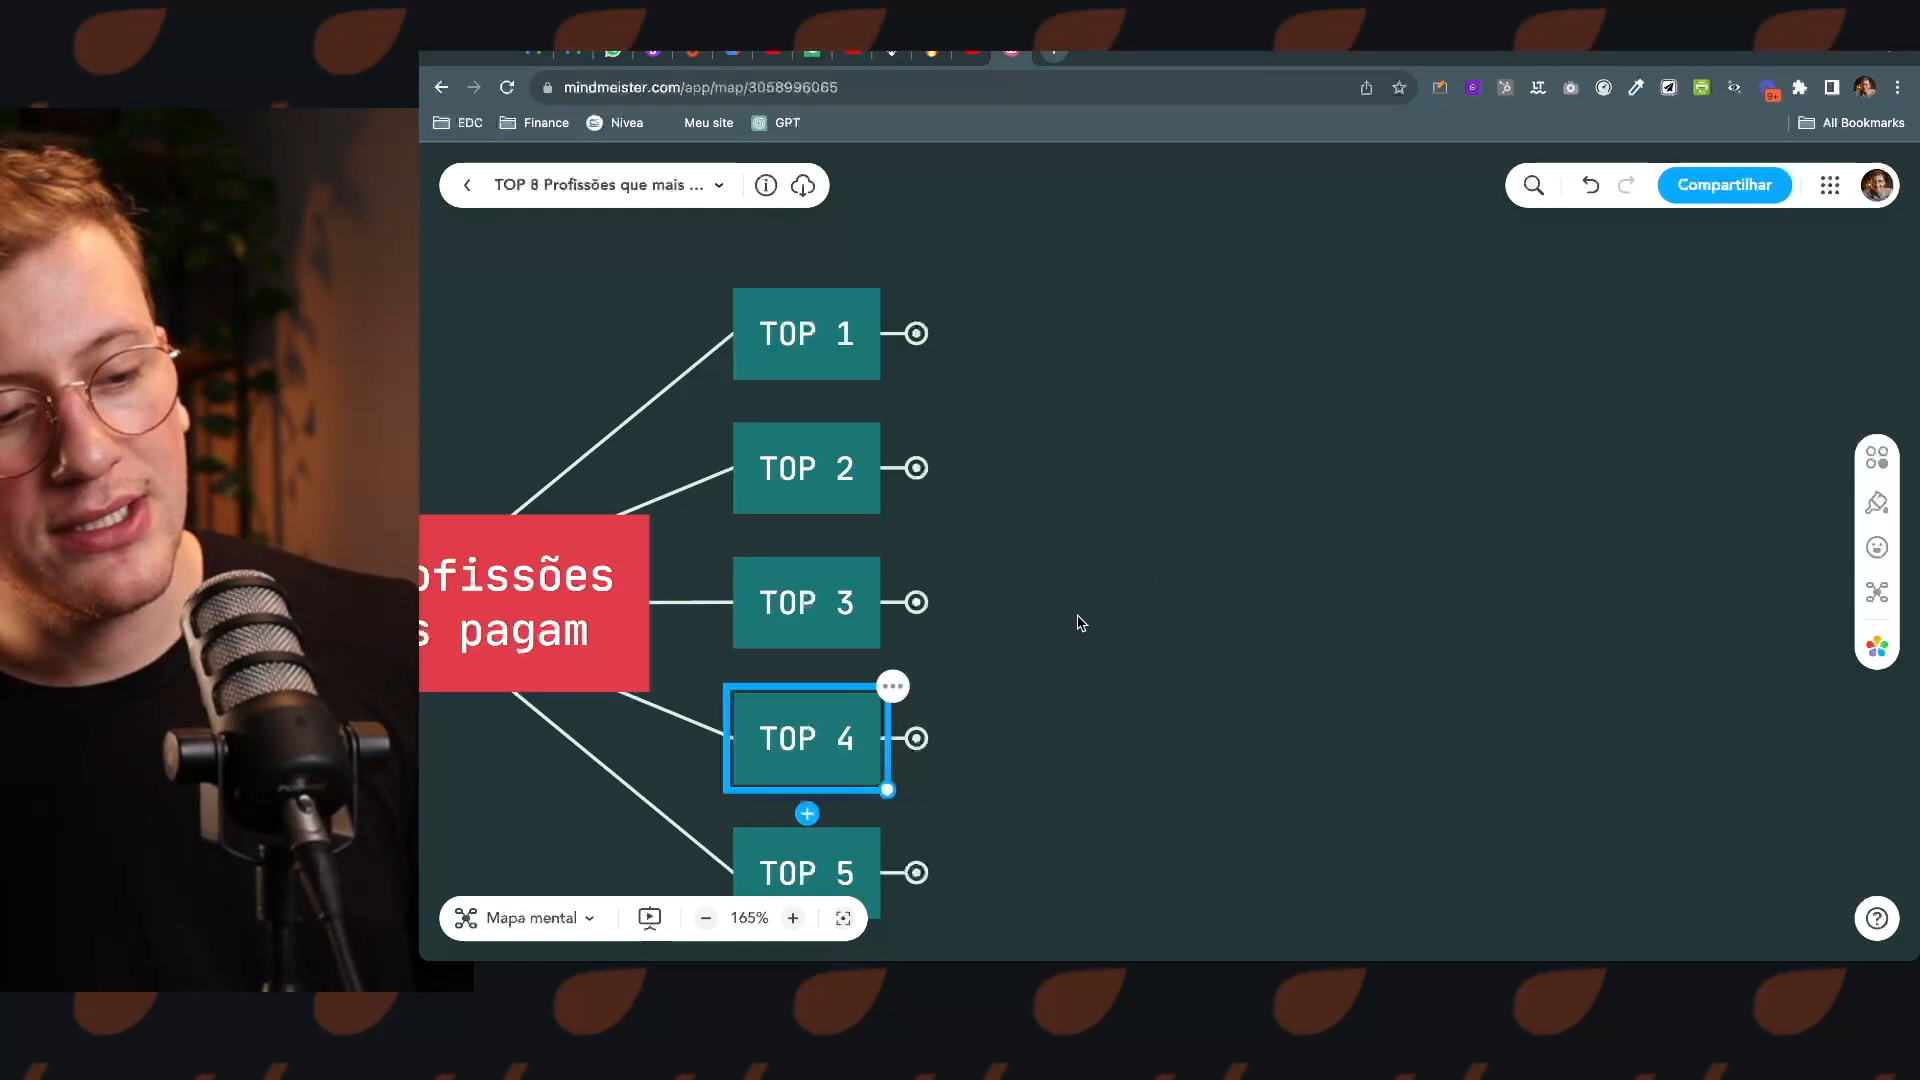 mindmeister.com/app/map/3058996065
EDC
Finance
Nivea
Meu site
GPT
All Bookmarks
TOP 8 Profissões que mais ...
Compartilhar
TOP 1
TOP 2
ofissões
s pagam
TOP 3
TOP 4
TOP 5
Mapa mental
165%
9+